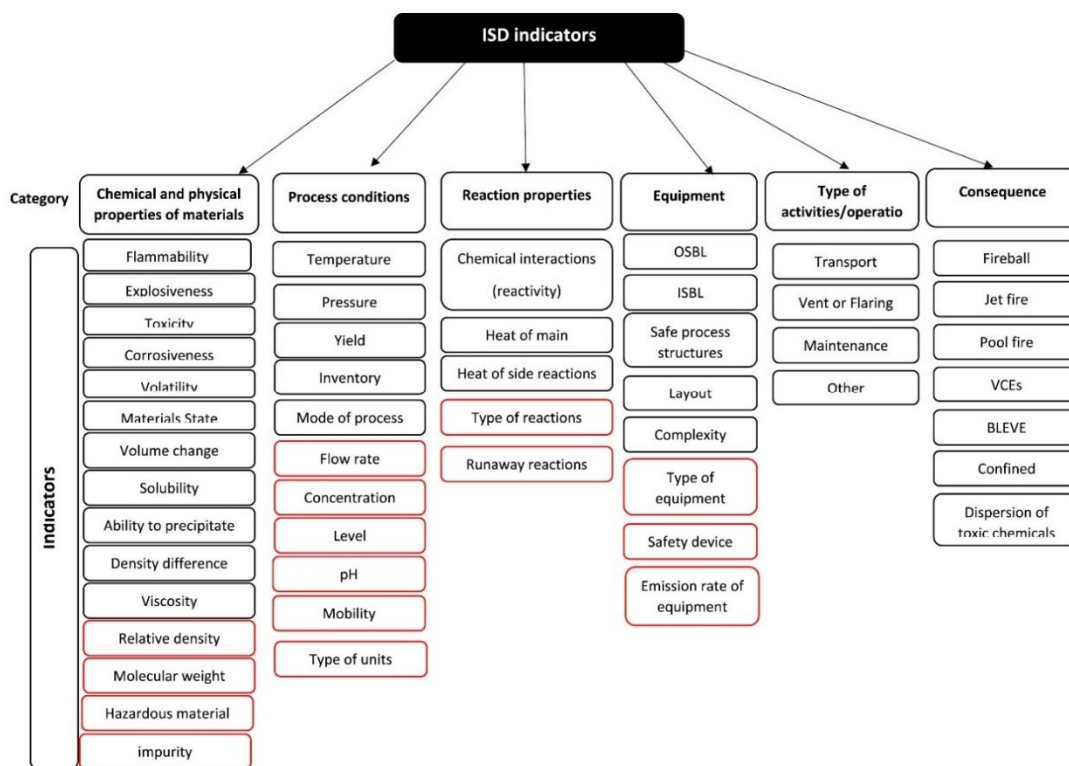 ISD indicators
Category
Chemical and physical
properties of materials
Process conditions
Reaction properties
Equipment
Type of
activities/operatio
Consequence
Indicators
Flammability
Explosiveness
Toxicity
Corrosiveness
Volatility
Materials State
Volume change
Solubility
Ability to precipitate
Density difference
Viscosity
Relative density
Molecular weight
Hazardous material
impurity
Temperature
Pressure
Yield
Inventory
Mode of process
Flow rate
Concentration
Level
pH
Mobility
Type of units
Chemical interactions
(reactivity)
Heat of main
Heat of side reactions
Type of reactions
Runaway reactions
OSBL
ISBL
Safe process
structures
Layout
Complexity
Type of
equipment
Safety device
Emission rate of
equipment
Transport
Vent or Flaring
Maintenance
Other
Fireball
Jet fire
Pool fire
VCEs
BLEVE
Confined
Dispersion of
toxic chemicals